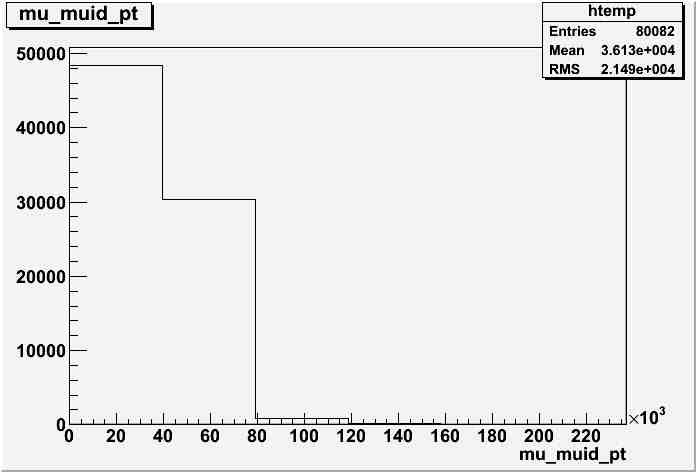 mu_muid_pt
htemp
Entries 80082
Mean 3.613e+004
RMS 2.149e+004
50000
40000
30000
20000
10000
0
0 20 40 60 80 100 120 140 160 180 200 220
×10³
mu_muid_pt